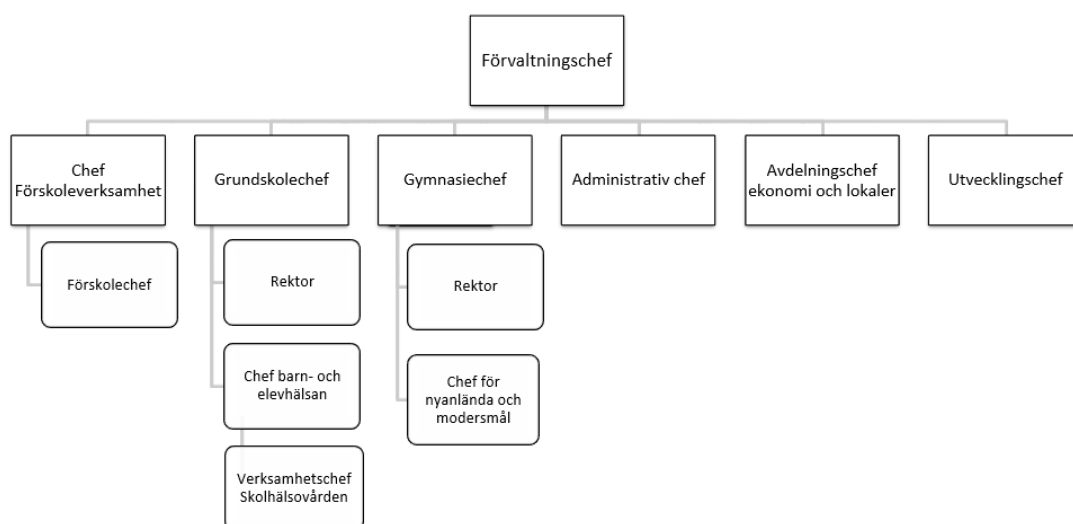 Förvaltningschef
Chef
Förskoleverksamhet
Grundskolechef
Gymnasiechef
Administrativ chef
Avdelningschef
ekonomi och lokaler
Utvecklingschef
Förskolechef
Rektor
Rektor
Chef barn- och
elevhälsan
Chef för
nyanlända och
modersmål
Verksamhetschef
Skolhälsovården